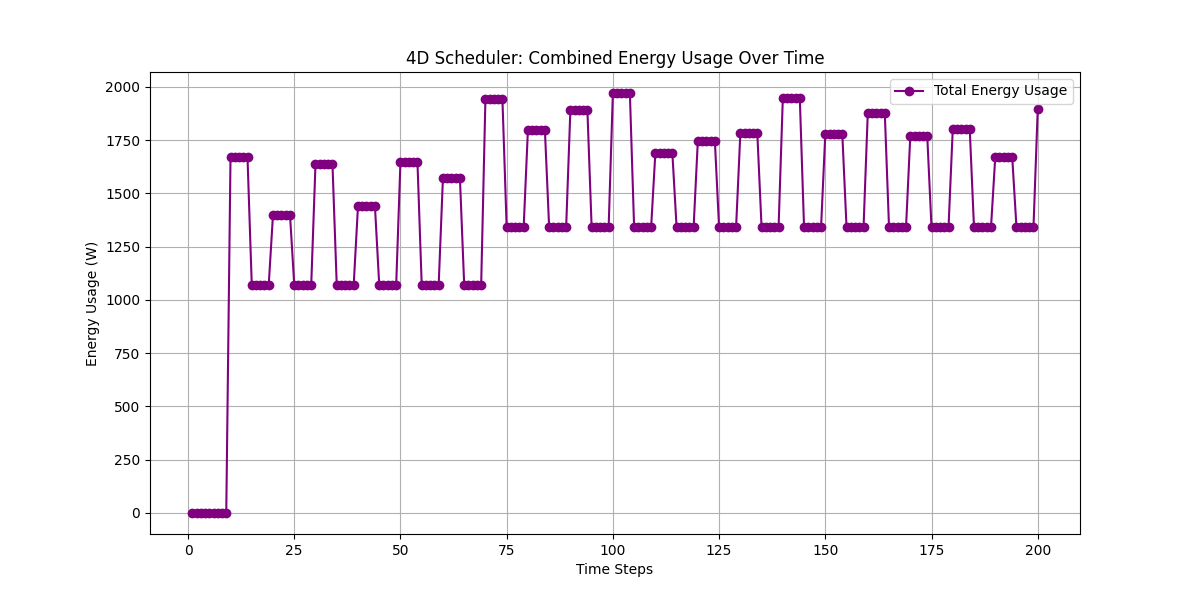 4D Scheduler: Combined Energy Usage Over Time
Total Energy Usage
Energy Usage (W)
2000
1750
1500
1250
1000
750
500
250
0
0 25 50 75 100 125 150 175 200
Time Steps